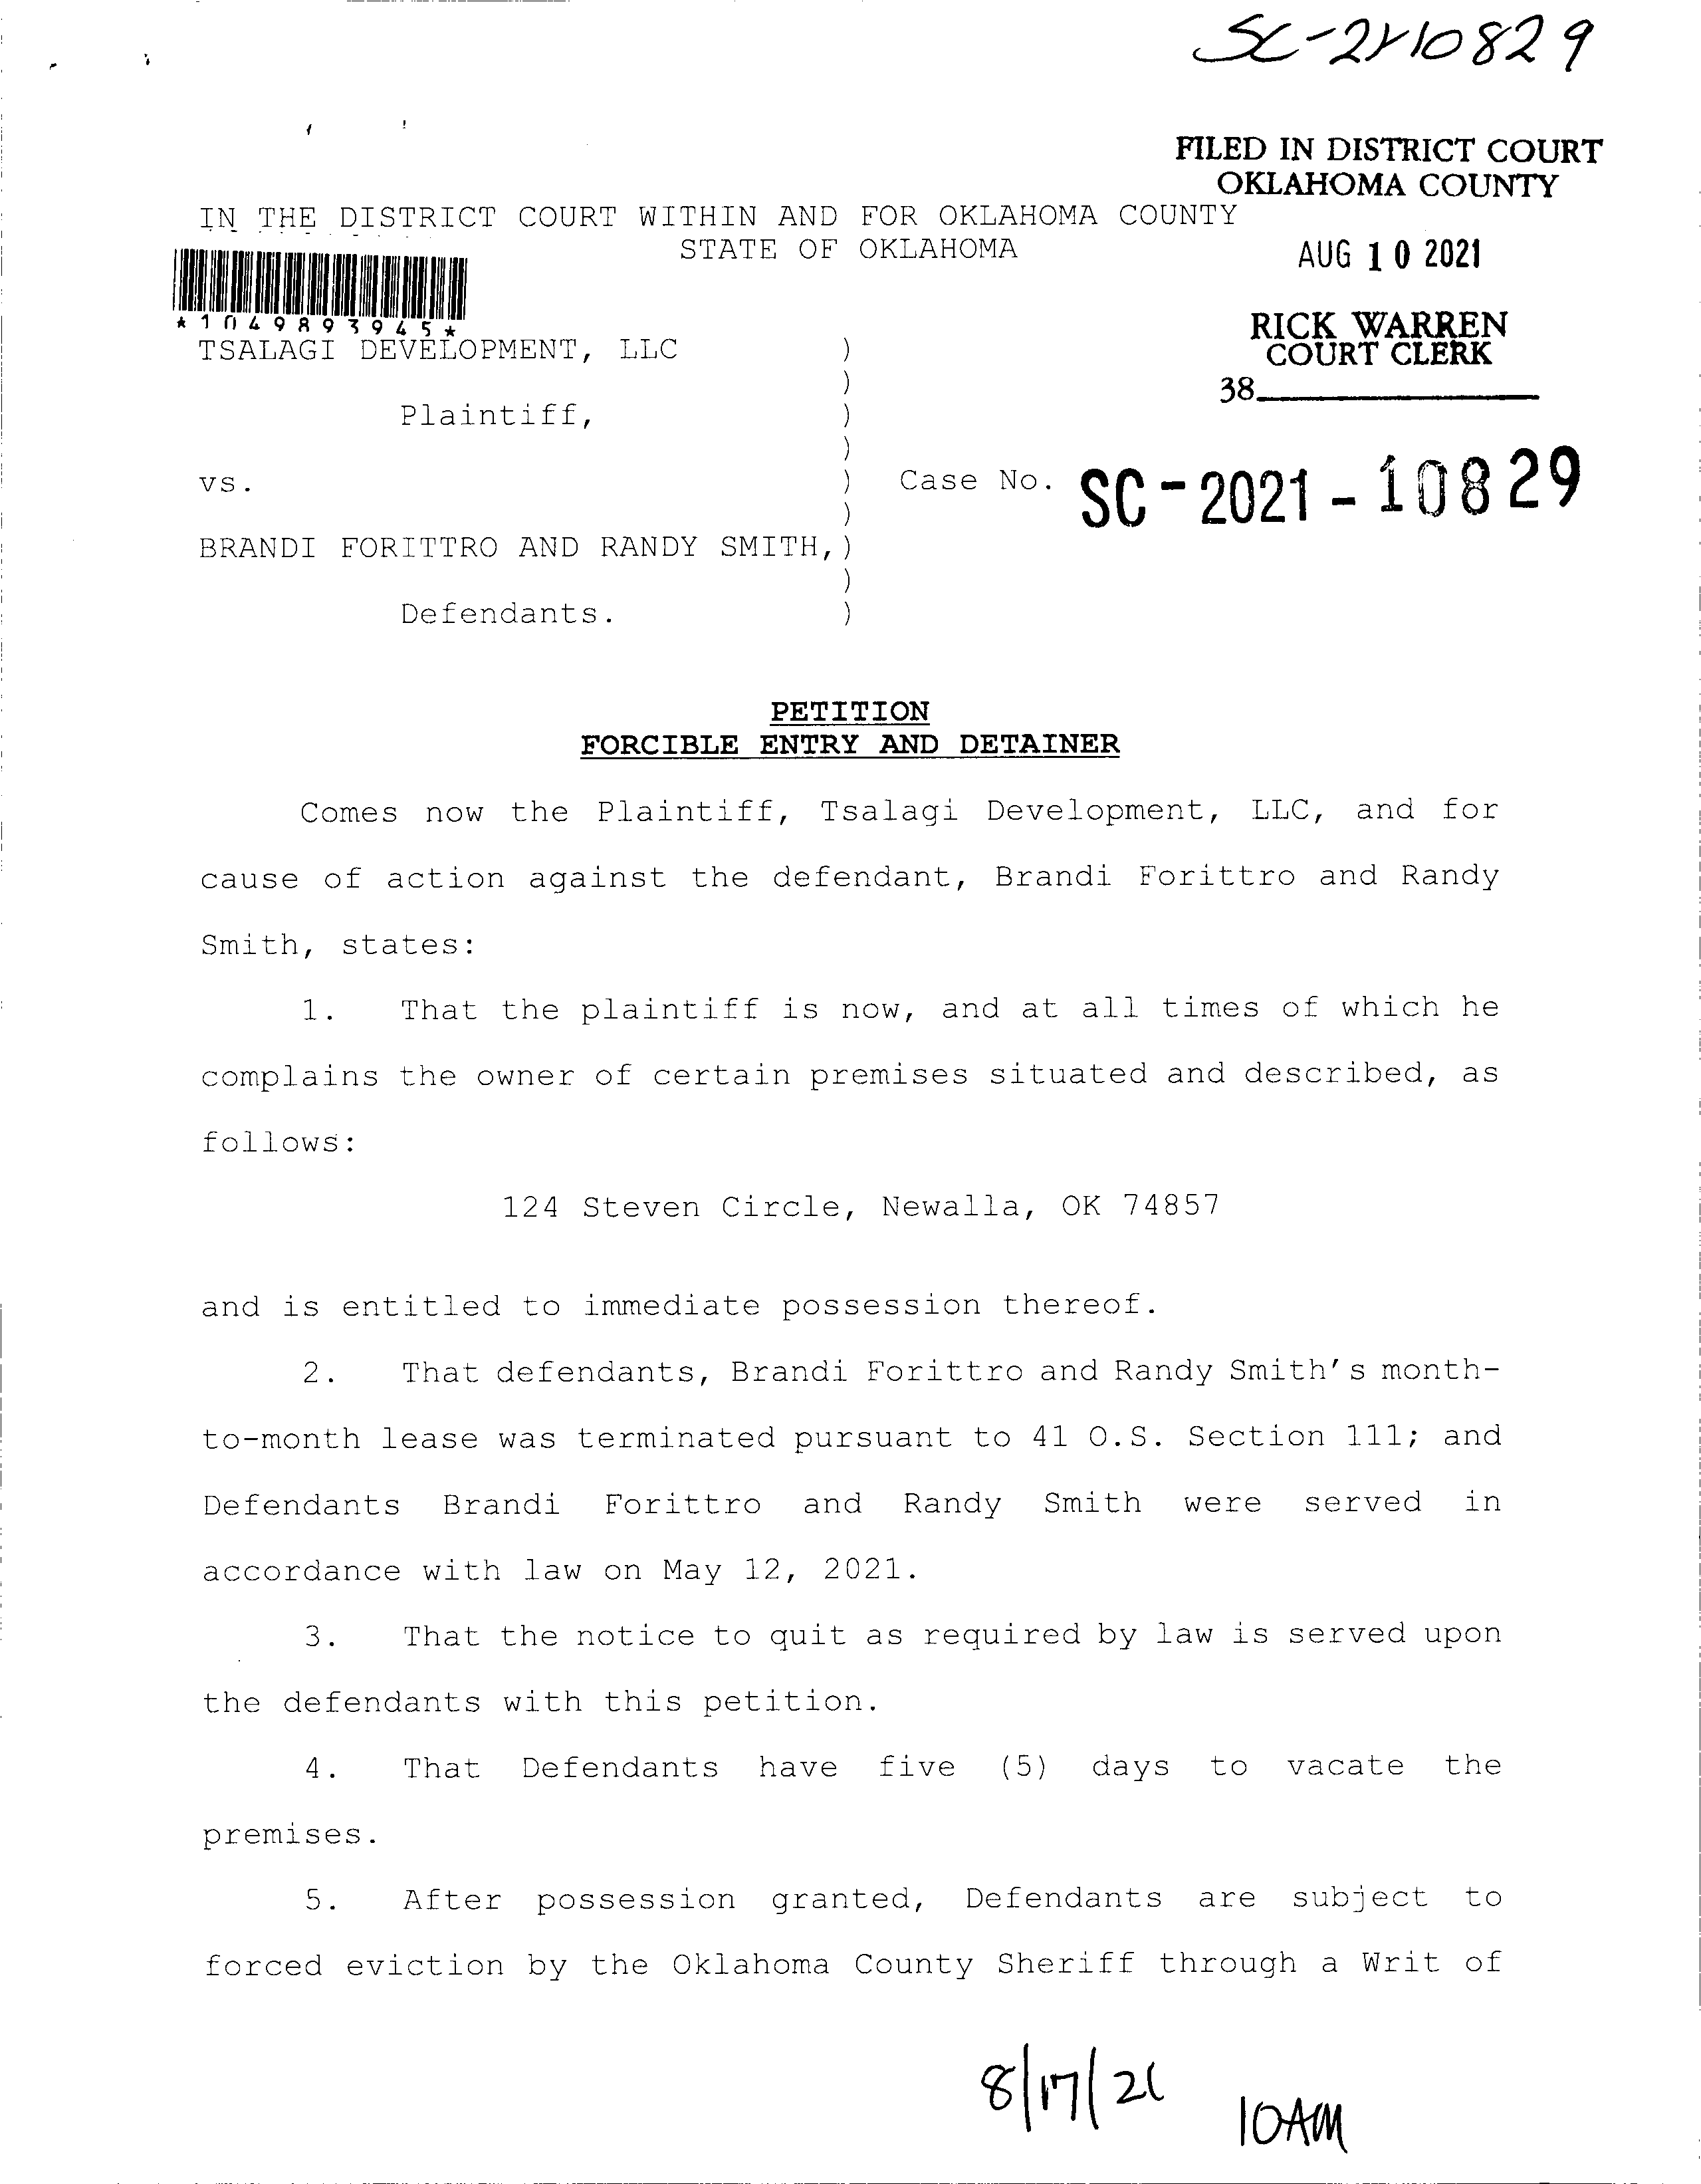 SC-2110829
FILED IN DISTRICT COURT
OKLAHOMA COUNTY
IN THE DISTRICT COURT WITHIN AND FOR OKLAHOMA COUNTY
STATE OF OKLAHOMA
AUG 10 2021
*1049893945*
RICK WARREN
COURT CLERK
38
TSALAGI DEVELOPMENT, LLC )
)
Plaintiff, )
)
vs. ) Case No. SC-2021-10829
)
BRANDI FORITTRO AND RANDY SMITH, )
)
Defendants. )
PETITION
FORCIBLE ENTRY AND DETAINER
Comes now the Plaintiff, Tsalagi Development, LLC, and for
cause of action against the defendant, Brandi Forittro and Randy
Smith, states:
1. That the plaintiff is now, and at all times of which he
complains the owner of certain premises situated and described, as
follows:
124 Steven Circle, Newalla, OK 74857
and is entitled to immediate possession thereof.
2. That defendants, Brandi Forittro and Randy Smith's month-
to-month lease was terminated pursuant to 41 O.S. Section 111; and
Defendants Brandi Forittro and Randy Smith were served in
accordance with law on May 12, 2021.
3. That the notice to quit as required by law is served upon
the defendants with this petition.
4. That Defendants have five (5) days to vacate the
premises.
5. After possession granted, Defendants are subject to
forced eviction by the Oklahoma County Sheriff through a Writ of
8/17/21 10AM